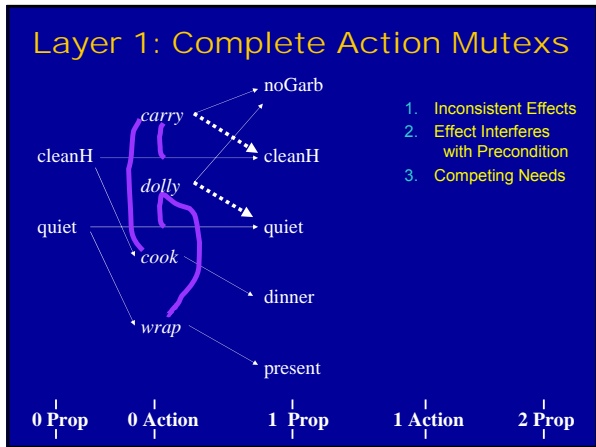 Layer 1: Complete Action Mutexs
noGarb
carry
cleanH
cleanH
dolly
quiet
quiet
cook
dinner
wrap
present
1. Inconsistent Effects
2. Effect Interferes
with Precondition
3. Competing Needs
0 Prop
0 Action
1 Prop
1 Action
2 Prop